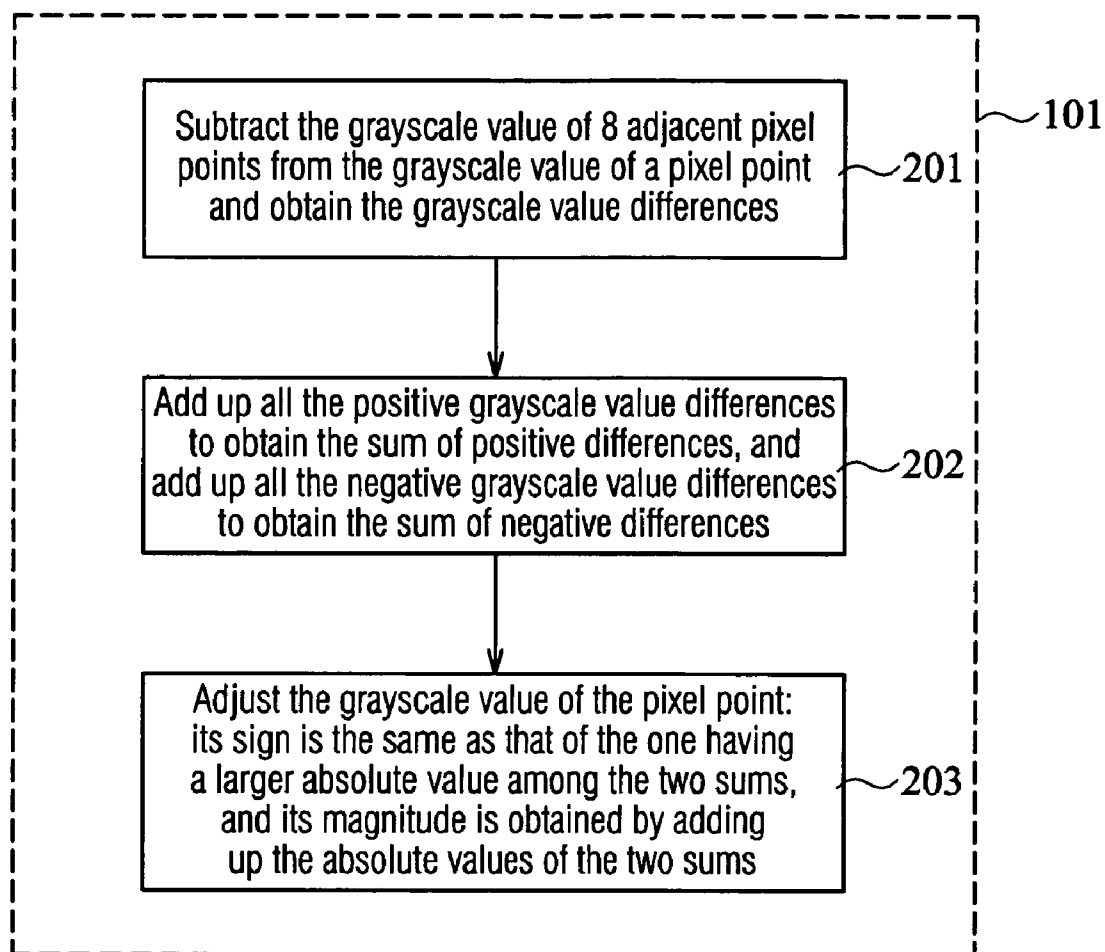 Subtract the grayscale value of 8 adjacent pixel
points from the grayscale value of a pixel point
and obtain the grayscale value differences
101
201
Add up all the positive grayscale value differences
to obtain the sum of positive differences, and
add up all the negative grayscale value differences
to obtain the sum of negative differences
202
Adjust the grayscale value of the pixel point:
its sign is the same as that of the one having
a larger absolute value among the two sums,
and its magnitude is obtained by adding
up the absolute values of the two sums
203